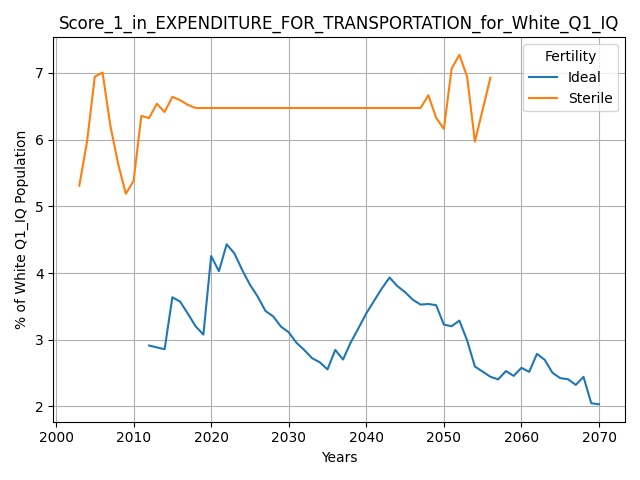 Score_1_in_EXPENDITURE_FOR_TRANSPORTATION_for_White_Q1_IQ
Fertility
Ideal
Sterile
% of White Q1_IQ Population
7
6
5
4
3
2
2000 2010 2020 2030 2040 2050 2060 2070
Years